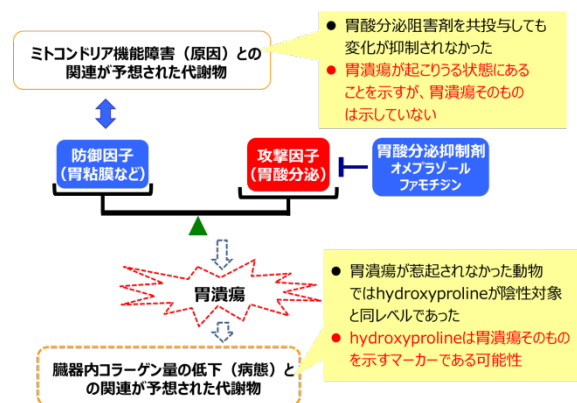 ミトコンドリア機能障害（原因）との
関連が予想された代謝物
● 胃酸分泌阻害剤を共投与しても
変化が抑制されなかった
● 胃潰瘍が起こりうる状態にある
ことを示すが、胃潰瘍そのもの
は示していない
防御因子
（胃粘膜など）
攻撃因子
（胃酸分泌）
胃酸分泌抑制剤
オメプラゾール
ファモチジン
胃潰瘍
● 胃潰瘍が惹起されなかった動物
ではhydroxyprolineが陰性対象
と同レベルであった
● hydroxyprolineは胃潰瘍そのもの
を示すマーカーである可能性
臓器内コラーゲン量の低下（病態）と
の関連が予想された代謝物